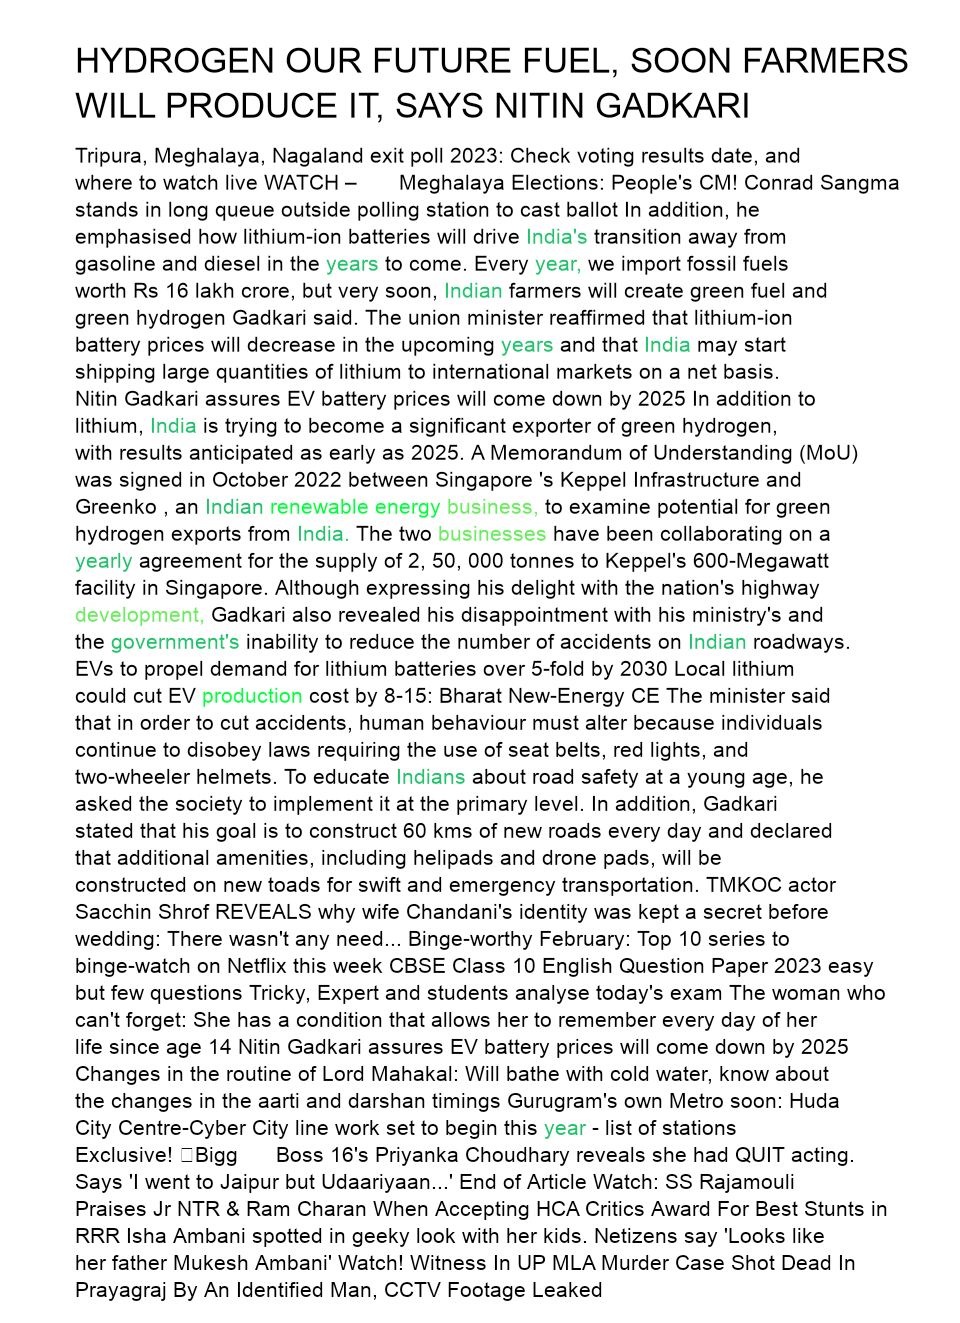 HYDROGEN OUR FUTURE FUEL, SOON FARMERS
WILL PRODUCE IT, SAYS NITIN GADKARI
Tripura, Meghalaya, Nagaland exit poll 2023: Check voting results date, and
where to watch live WATCH – Meghalaya Elections: People's CM! Conrad Sangma
stands in long queue outside polling station to cast ballot In addition, he
emphasised how lithium-ion batteries will drive India's transition away from
gasoline and diesel in the years to come. Every year, we import fossil fuels
worth Rs 16 lakh crore, but very soon, Indian farmers will create green fuel and
green hydrogen Gadkari said. The union minister reaffirmed that lithium-ion
battery prices will decrease in the upcoming years and that India may start
shipping large quantities of lithium to international markets on a net basis.
Nitin Gadkari assures EV battery prices will come down by 2025 In addition to
lithium, India is trying to become a significant exporter of green hydrogen,
with results anticipated as early as 2025. A Memorandum of Understanding (MoU)
was signed in October 2022 between Singapore 's Keppel Infrastructure and
Greenko , an Indian renewable energy business, to examine potential for green
hydrogen exports from India. The two businesses have been collaborating on a
yearly agreement for the supply of 2, 50, 000 tonnes to Keppel's 600-Megawatt
facility in Singapore. Although expressing his delight with the nation's highway
development, Gadkari also revealed his disappointment with his ministry's and
the government's inability to reduce the number of accidents on Indian roadways.
EVs to propel demand for lithium batteries over 5-fold by 2030 Local lithium
could cut EV production cost by 8-15: Bharat New-Energy CE The minister said
that in order to cut accidents, human behaviour must alter because individuals
continue to disobey laws requiring the use of seat belts, red lights, and
two-wheeler helmets. To educate Indians about road safety at a young age, he
asked the society to implement it at the primary level. In addition, Gadkari
stated that his goal is to construct 60 kms of new roads every day and declared
that additional amenities, including helipads and drone pads, will be
constructed on new toads for swift and emergency transportation. TMKOC actor
Sacchin Shrof REVEALS why wife Chandani's identity was kept a secret before
wedding: There wasn't any need... Binge-worthy February: Top 10 series to
binge-watch on Netflix this week CBSE Class 10 English Question Paper 2023 easy
but few questions Tricky, Expert and students analyse today's exam The woman who
can't forget: She has a condition that allows her to remember every day of her
life since age 14 Nitin Gadkari assures EV battery prices will come down by 2025
Changes in the routine of Lord Mahakal: Will bathe with cold water, know about
the changes in the aarti and darshan timings Gurugram's own Metro soon: Huda
City Centre-Cyber City line work set to begin this year - list of stations
Exclusive! Bigg Boss 16's Priyanka Choudhary reveals she had QUIT acting.
Says 'I went to Jaipur but Udaariyaan...' End of Article Watch: SS Rajamouli
Praises Jr NTR & Ram Charan When Accepting HCA Critics Award For Best Stunts in
RRR Isha Ambani spotted in geeky look with her kids. Netizens say 'Looks like
her father Mukesh Ambani' Watch! Witness In UP MLA Murder Case Shot Dead In
Prayagraj By An Identified Man, CCTV Footage Leaked